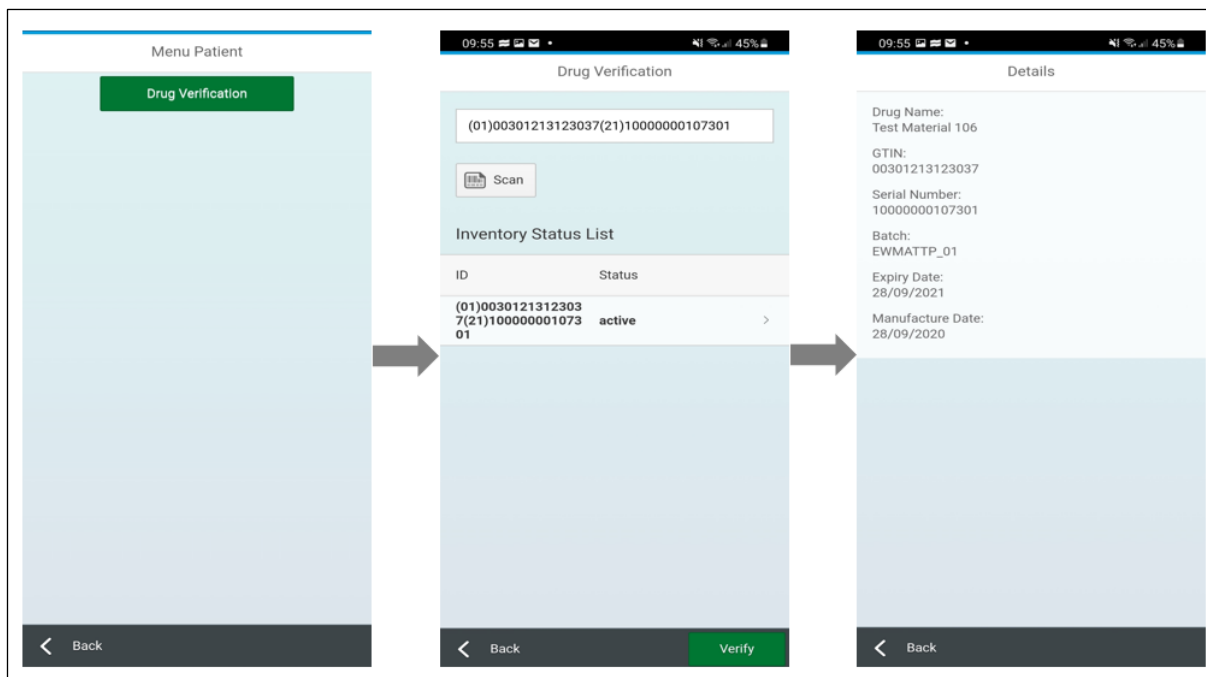 Menu Patient
Drug Verification
Back
09:55
45%
Drug Verification
(01)00301213123037(21)10000000107301
Scan
Inventory Status List
ID Status
(01)0030121312303
7(21)100000001073 active
01
Back Verify
09:55
45%
Details
Drug Name:
Test Material 106
GTIN:
00301213123037
Serial Number:
10000000107301
Batch:
EWMATTP_01
Expiry Date:
28/09/2021
Manufacture Date:
28/09/2020
Back